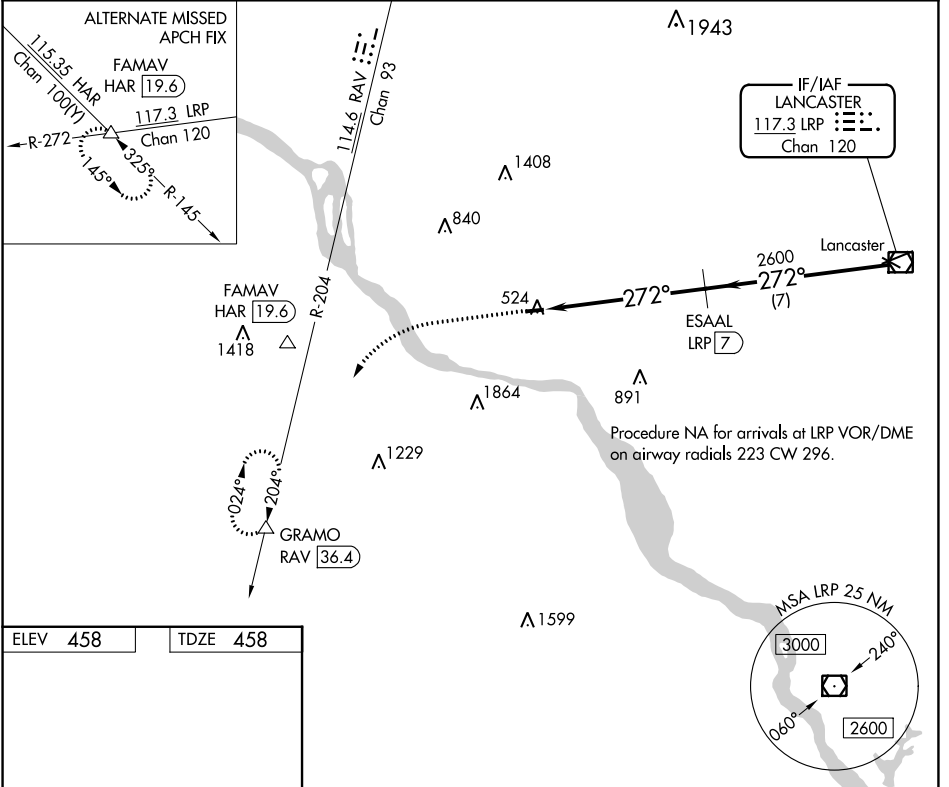 ALTERNATE MISSED
APCH FIX
115.35 HAR
Chan 100(Y)
FAMAV
HAR 19.6
117.3 LRP
Chan 120
R-272
145°
325°
R-145
114.6 RAV
Chan 93
R-204
1943
IF/IAF
LANCASTER
117.3 LRP
Chan 120
1408
840
Lancaster
2600
272°
(7)
272°
524
ESAAL
LRP 7
FAMAV
HAR 19.6
1418
1864
891
Procedure NA for arrivals at LRP VOR/DME
on airway radials 223 CW 296.
1229
024°
204°
GRAMO
RAV 36.4
1599
MSA LRP 25 NM
3000
240°
060°
2600
ELEV 458
TDZE 458